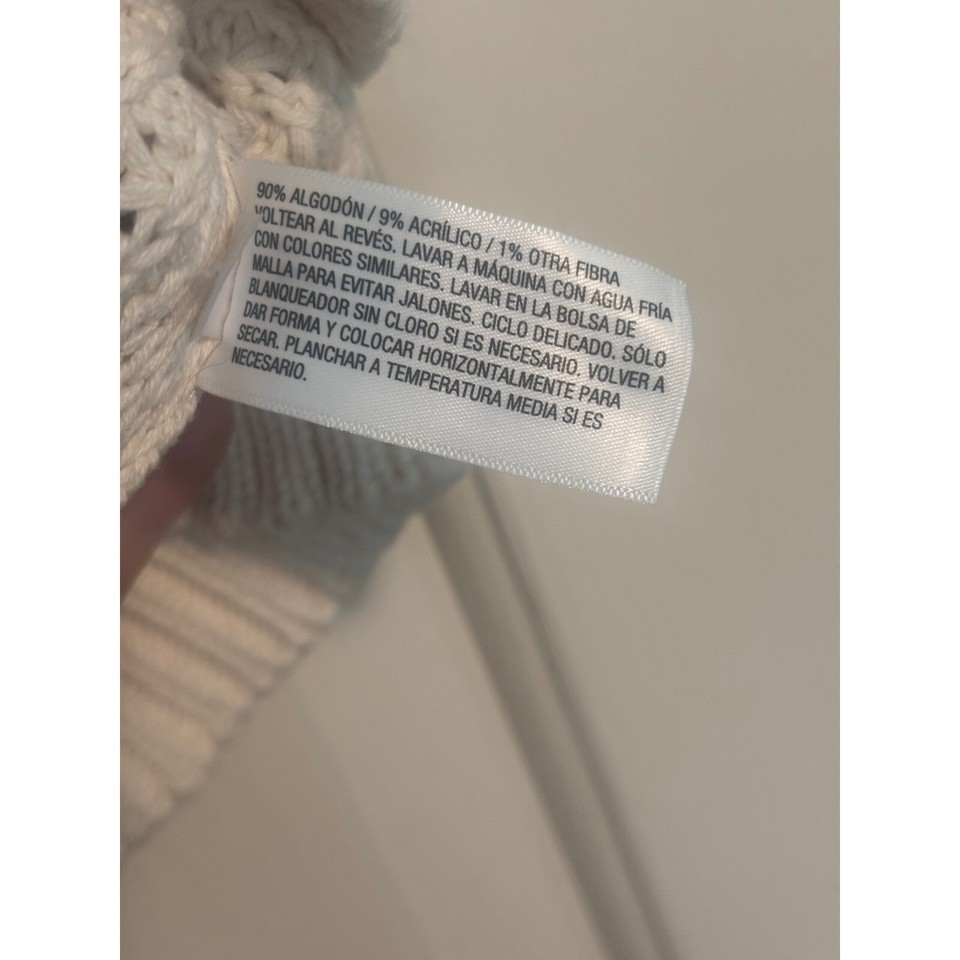 90% ALGODÓN / 9% ACRÍLICO / 1% OTRA FIBRA
VOLTEAR AL REVÉS. LAVAR A MÁQUINA CON AGUA FRÍA
CON COLORES SIMILARES. LAVAR EN LA BOLSA DE
MALLA PARA EVITAR JALONES. CICLO DELICADO. SÓLO
BLANQUEADOR SIN CLORO SI ES NECESARIO. VOLVER A
DAR FORMA Y COLOCAR HORIZONTALMENTE PARA
SECAR. PLANCHAR A TEMPERATURA MEDIA SI ES
NECESARIO.